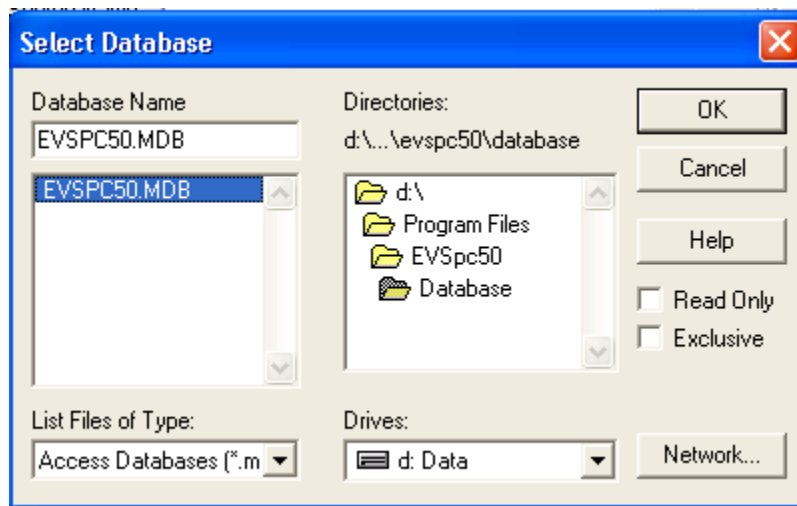 Select Database
Database Name
EVSPC50.MDB
EVSPC50.MDB
List Files of Type:
Access Databases (*.m
Directories:
d:\...\evspc50\database
d:\
Program Files
EVSpc50
Database
Drives:
d: Data
OK
Cancel
Help
Read Only
Exclusive
Network...